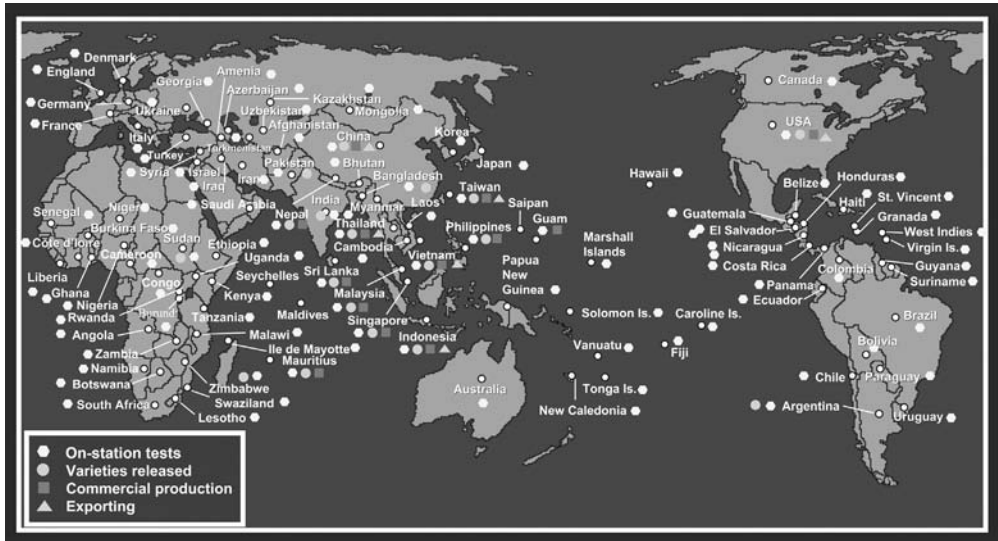 Denmark
England
Georgia
Amenia
Azerbaijan
Germany
Ukraine
Kazakhstan
Uzbekistan
Mongolia
Canada
France
Afghanistan
China
Korea
USA
Italy
Turkey
Turkmenistan
Pakistan
Bhutan
Japan
Syria
Israel
Iran
Bangladesh
Hawaii
Belize
Honduras
Iraq
India
Myanmar
Laos
Taiwan
Saipan
Haiti
St. Vincent
Senegal
Niger
Saudi Arabia
Nepal
Thailand
Philippines
Guam
Guatemala
Granada
Burkina Faso
El Salvador
West Indies
Côte d'Ioire
Sudan
Ethiopia
Cambodia
Marshall
Islands
Nicaragua
Virgin Is.
Cameroon
Uganda
Vietnam
Papua
New
Guinea
Costa Rica
Colombia
Guyana
Liberia
Ghana
Congo
Seychelles
Sri Lanka
Malaysia
Panama
Suriname
Nigeria
Kenya
Ecuador
Rwanda
Burundi
Tanzania
Maldives
Singapore
Solomon Is.
Caroline Is.
Brazil
Angola
Malawi
Indonesia
Zambia
Ile de Mayotte
Vanuatu
Fiji
Bolivia
Namibia
Mauritius
Chile
Paraguay
Botswana
Zimbabwe
Australia
Tonga Is.
South Africa
Swaziland
New Caledonia
Argentina
Lesotho
Uruguay
On-station tests
Varieties released
Commercial production
Exporting